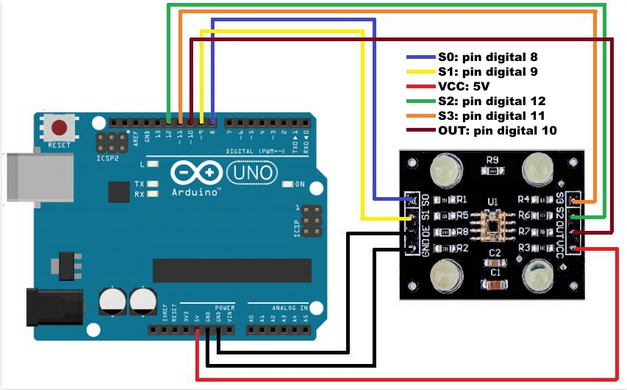 S0: pin digital 8
S1: pin digital 9
VCC: 5V
S2: pin digital 12
S3: pin digital 11
OUT: pin digital 10
RESET
ICSP2
AREF
GND
13
12
~11
~10
~9
8
7
~6
~5
4
~3
2
TX0 1
RX0 0
DIGITAL (PWM~)
L
TX
RX
UNO
Arduino™
ON
1
ICSP
IOREF
RESET
3V3
5V
GND
GND
VIN
POWER
ANALOG IN
A0
A1
A2
A3
A4
A5
R9
S0
S1
OE
GND
R1
R5
R8
R2
U1
R4
R6
R7
R3
S3
S2
OUT
VCC
C2
C1